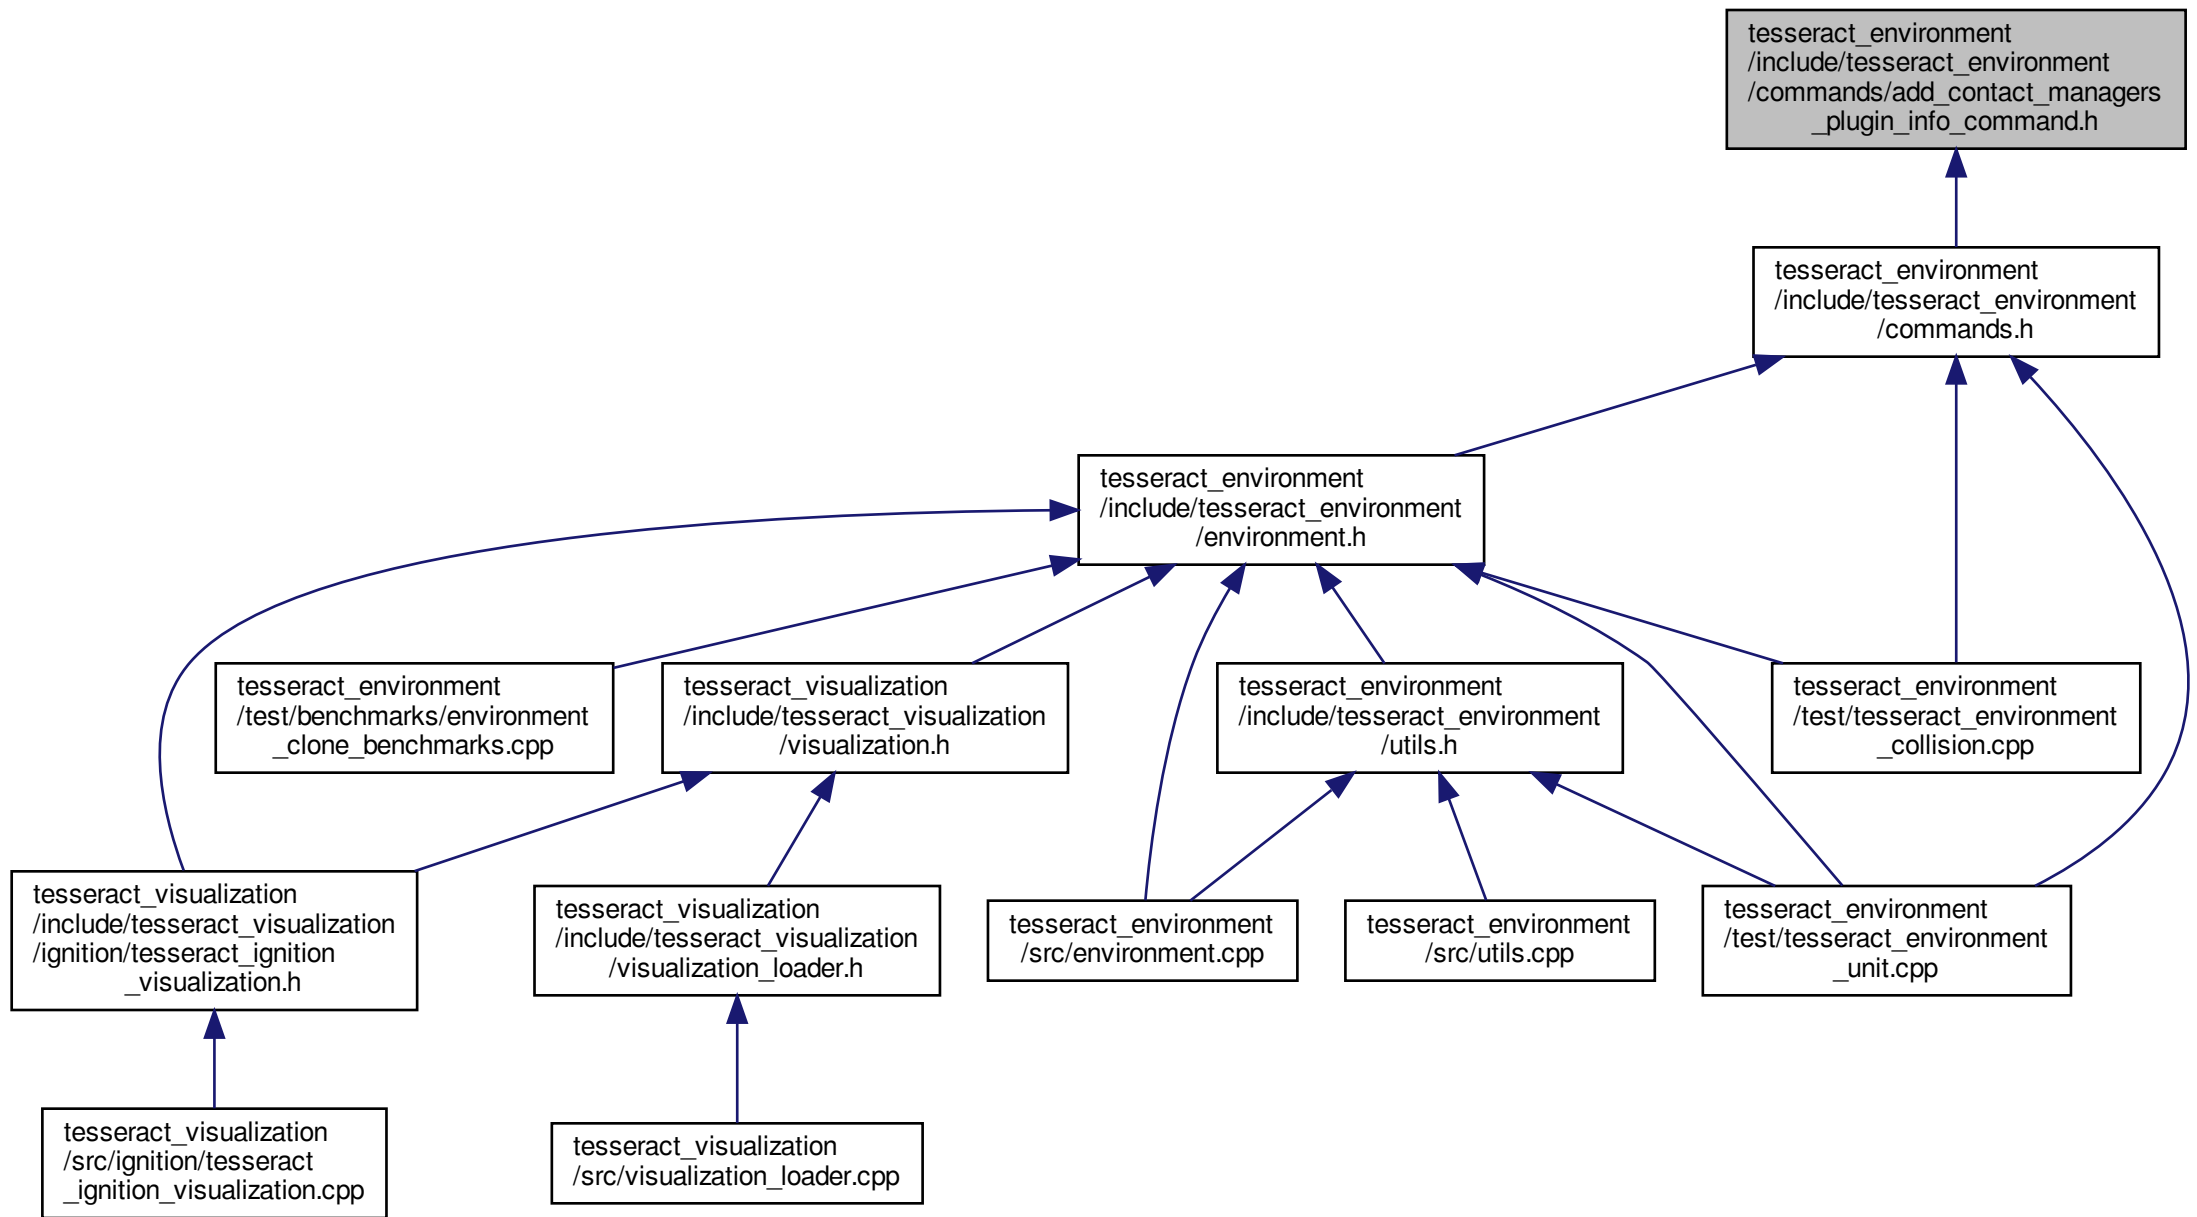 tesseract_environment
/include/tesseract_environment
/commands/add_contact_managers
_plugin_info_command.h
tesseract_environment
/include/tesseract_environment
/commands.h
tesseract_environment
/include/tesseract_environment
/environment.h
tesseract_environment
/test/benchmarks/environment
_clone_benchmarks.cpp
tesseract_visualization
/include/tesseract_visualization
/visualization.h
tesseract_environment
/include/tesseract_environment
/utils.h
tesseract_environment
/test/tesseract_environment
_collision.cpp
tesseract_visualization
/include/tesseract_visualization
/ignition/tesseract_ignition
_visualization.h
tesseract_visualization
/include/tesseract_visualization
/visualization_loader.h
tesseract_environment
/src/environment.cpp
tesseract_environment
/src/utils.cpp
tesseract_environment
/test/tesseract_environment
_unit.cpp
tesseract_visualization
/src/ignition/tesseract
_ignition_visualization.cpp
tesseract_visualization
/src/visualization_loader.cpp